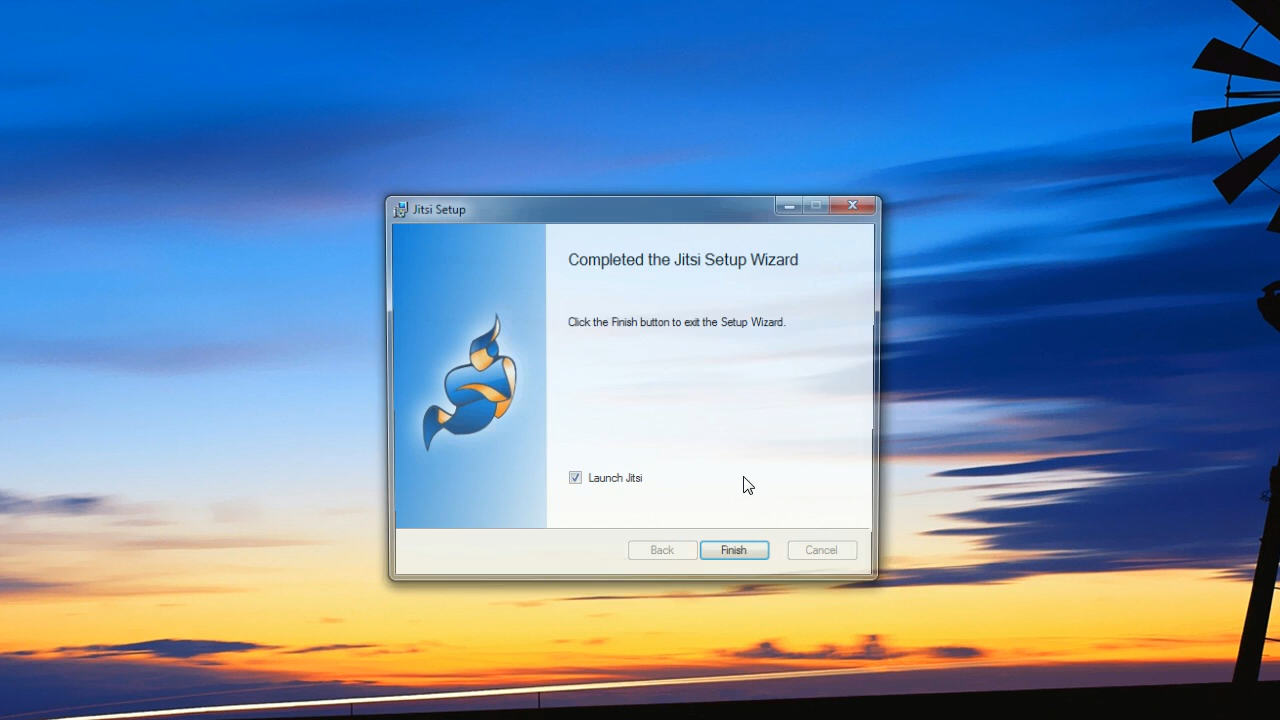 Jitsi Setup
Completed the Jitsi Setup Wizard
Click the Finish button to exit the Setup Wizard.
Launch Jitsi
Back
Finish
Cancel